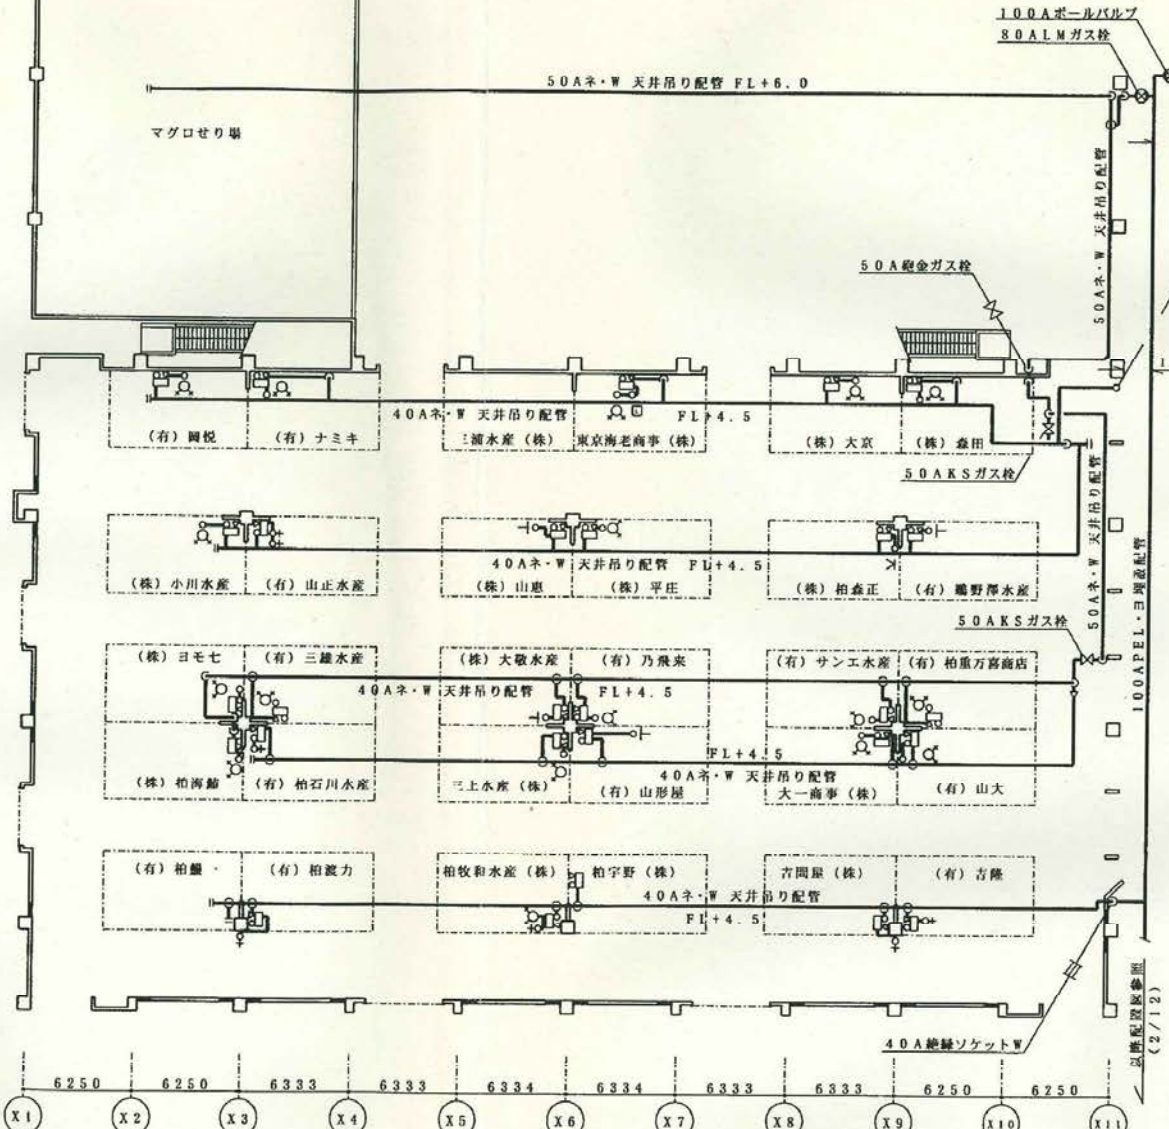 100Aボールバルブ
80ALMガス栓
50Aネ・W 天井吊り配管 FL+6.0
マグロせり場
50Aネ・W 天井吊り配管
50A砲金ガス栓
40Aネ・W 天井吊り配管 FL+4.5
(有)岡悦
(有)ナミキ
三浦水産(株)
東京海老商事(株)
(株)大京
(株)森田
50AKSガス栓
50Aネ・W 天井吊り配管
40Aネ・W 天井吊り配管 FL+4.5
(株)小川水産
(有)山正水産
(株)山恵
(株)平庄
(株)柏森正
(有)鵜野澤水産
50AKSガス栓
100APEL・ヨ埋設配管
(株)ヨモ七
(有)三雄水産
(株)大敬水産
(有)乃飛来
(有)サンエ水産
(有)柏重万喜商店
40Aネ・W 天井吊り配管 FL+4.5
FL+4.5
40Aネ・W 天井吊り配管
(株)柏海鮪
(有)柏石川水産
三上水産(株)
(有)山形屋
大一商事(株)
(有)山大
(有)柏鰻
(有)柏渡力
柏牧和水産(株)
柏宇野(株)
吉間屋(株)
(有)吉隆
40Aネ・W 天井吊り配管
FL+4.5
40A絶縁ソケットW
以降配管図参照
(2/12)
6250 6250 6333 6333 6334 6334 6333 6333 6250 6250
X1 X2 X3 X4 X5 X6 X7 X8 X9 X10 X11